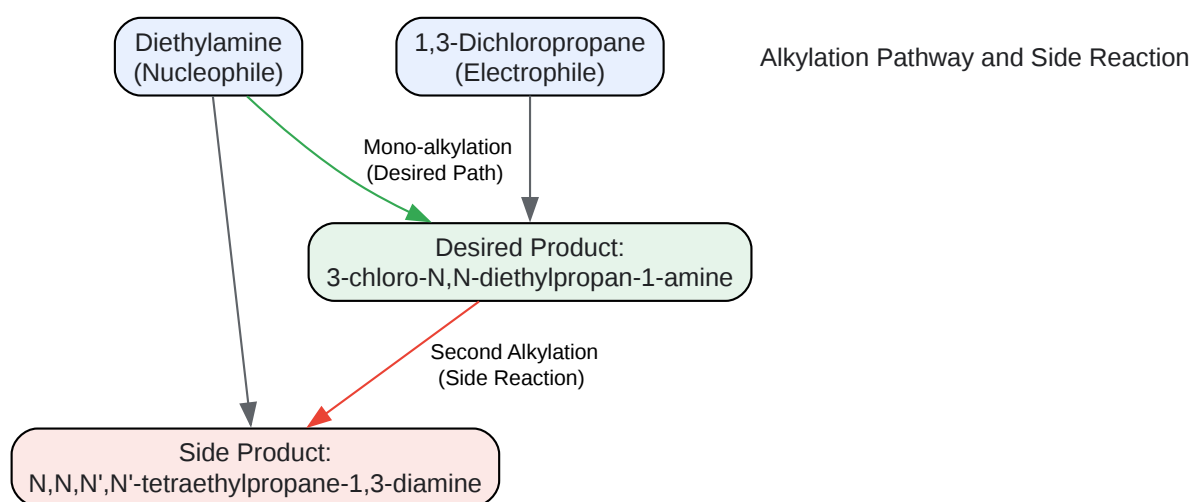 Diethylamine
(Nucleophile)
1,3-Dichloropropane
(Electrophile)
Alkylation Pathway and Side Reaction
Mono-alkylation
(Desired Path)
Desired Product:
3-chloro-N,N-diethylpropan-1-amine
Second Alkylation
(Side Reaction)
Side Product:
N,N,N',N'-tetraethylpropane-1,3-diamine